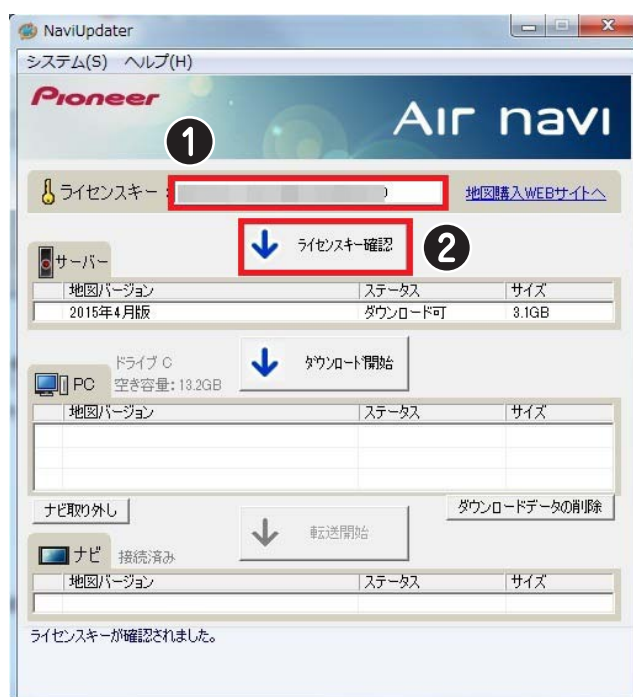 NaviUpdater
システム(S) ヘルプ(H)
Pioneer
AIr navi
1
ライセンスキー :
地図購入WEBサイトへ
ライセンスキー確認
2
サーバー
地図バージョン ステータス サイズ
2015年4月版 ダウンロード可 3.1GB
ドライブ C
ダウンロード開始
PC 空き容量: 13.2GB
地図バージョン ステータス サイズ
ナビ取り外し
ダウンロードデータの削除
転送開始
ナビ 接続済み
地図バージョン ステータス サイズ
ライセンスキーが確認されました。